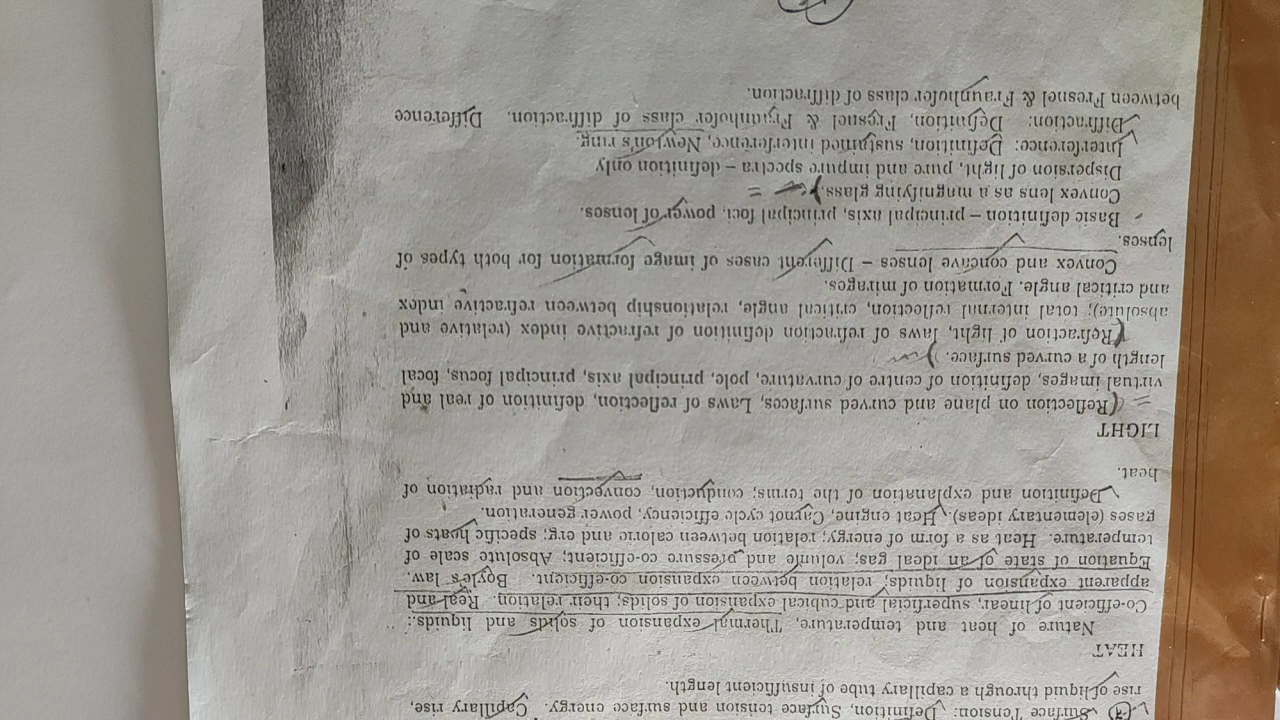 Surface Tension: Definition, Surface tension and surface energy. Capillary rise,
rise of liquid through a capillary tube of insufficient length.
HEAT
Nature of heat and temperature, Thermal expansion of solids and liquids.:
Co-efficient of linear, superficial and cubical expansion of solids; their relation. Real and
apparent expansion of liquids; relation between expansion co-efficient. Boyle's law,
Equation of state of an ideal gas; volume and pressure co-efficient; Absolute scale of
temperature. Heat as a form of energy; relation between calorie and erg; specific heats of
gases (elementary ideas). Heat engine, Carnot cycle efficiency, power generation.
Definition and explanation of the terms; conduction, convection and radiation of
heat.
LIGHT
(Reflection on plane and curved surfaces, Laws of reflection, definition of real and
virtual images, definition of centre of curvature, pole, principal axis, principal focus, focal
length of a curved surface.)
(Refraction of light, laws of refraction definition of refractive index (relative and
absolute); total internal reflection, critical angle, relationship between refractive index
and critical angle. Formation of mirages.
Convex and concave lenses – Different cases of image formation for both types of
lenses.
Basic definition – principal axis, principal foci, power of lenses.
Convex lens as a magnifying glass)
Dispersion of light, pure and impure spectra – definition only
Interference: Definition, sustained interference, Newton's ring.
Diffraction: Definition, Fresnel & Fraunhofer class of diffraction. Difference
between Presnel & Fraunhofer class of diffraction.